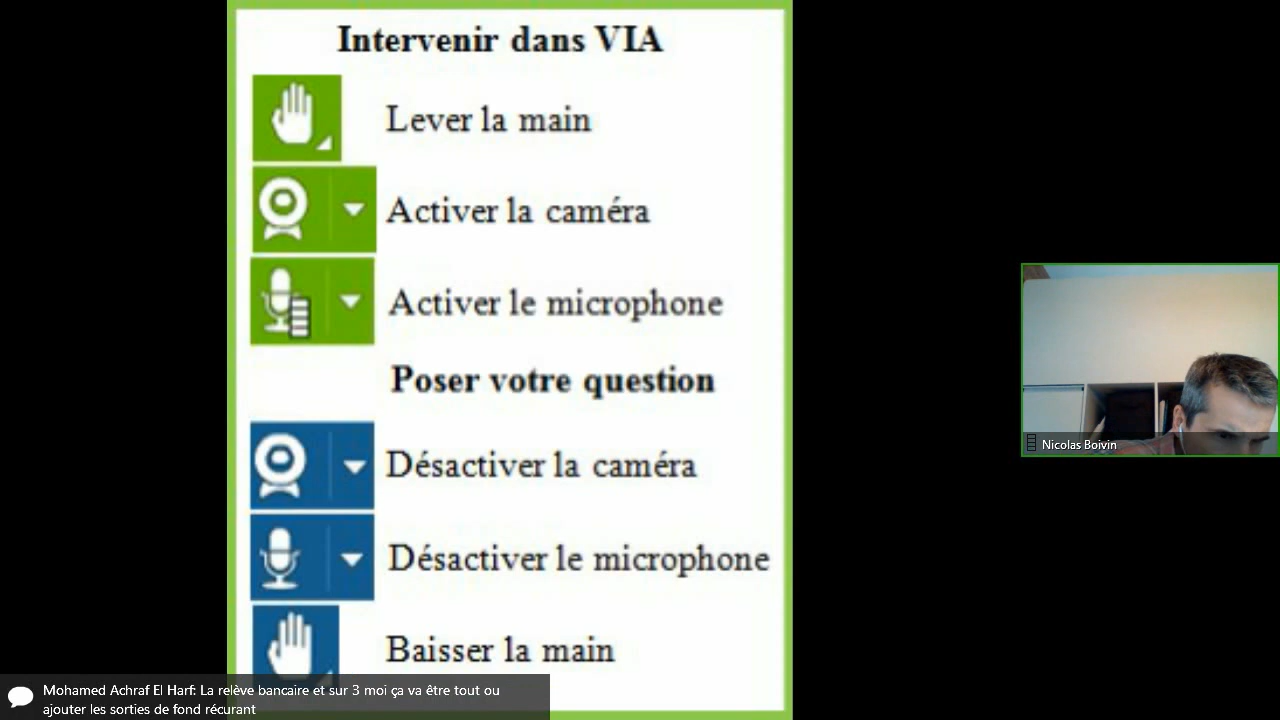 Intervenir dans VIA
Lever la main
Activer la caméra
Activer le microphone
Poser votre question
Désactiver la caméra
Désactiver le microphone
Baisser la main
Nicolas Boivin
Mohamed Achraf El Harf: La relève bancaire et sur 3 moi ça va être tout ou
ajouter les sorties de fond récurant